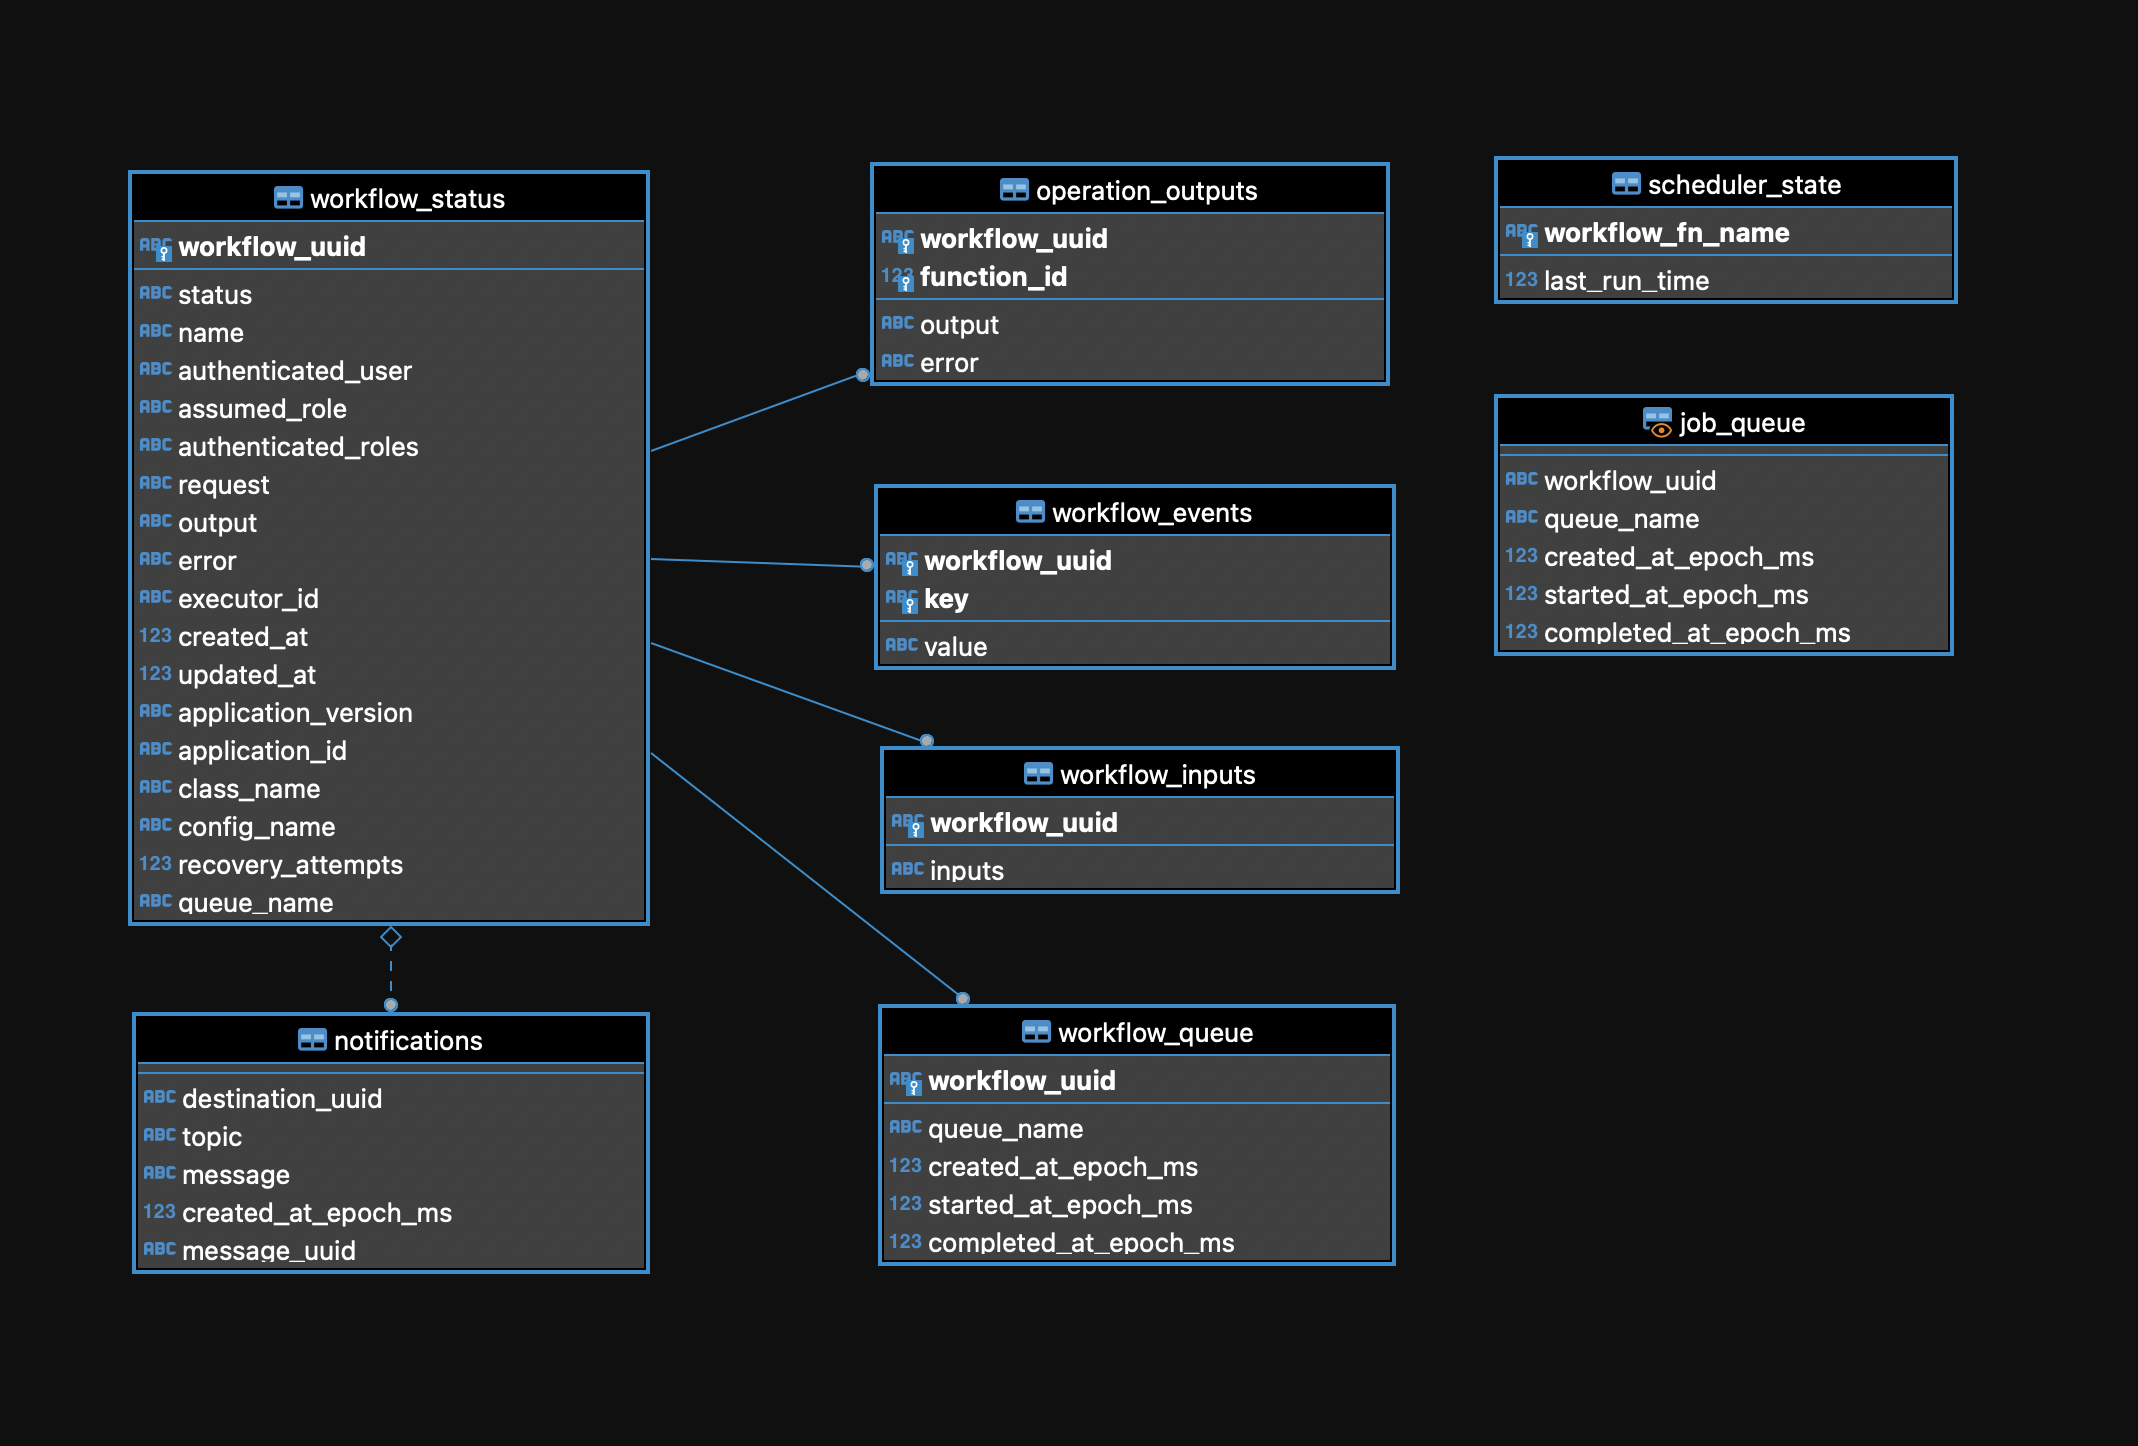 workflow_status
ABC workflow_uuid
ABC status
ABC name
ABC authenticated_user
ABC assumed_role
ABC authenticated_roles
ABC request
ABC output
ABC error
ABC executor_id
123 created_at
123 updated_at
ABC application_version
ABC application_id
ABC class_name
ABC config_name
123 recovery_attempts
ABC queue_name
notifications
ABC destination_uuid
ABC topic
ABC message
123 created_at_epoch_ms
ABC message_uuid
operation_outputs
ABC workflow_uuid
123 function_id
ABC output
ABC error
workflow_events
ABC workflow_uuid
ABC key
ABC value
workflow_inputs
ABC workflow_uuid
ABC inputs
workflow_queue
ABC workflow_uuid
ABC queue_name
123 created_at_epoch_ms
123 started_at_epoch_ms
123 completed_at_epoch_ms
scheduler_state
ABC workflow_fn_name
123 last_run_time
job_queue
ABC workflow_uuid
ABC queue_name
123 created_at_epoch_ms
123 started_at_epoch_ms
123 completed_at_epoch_ms